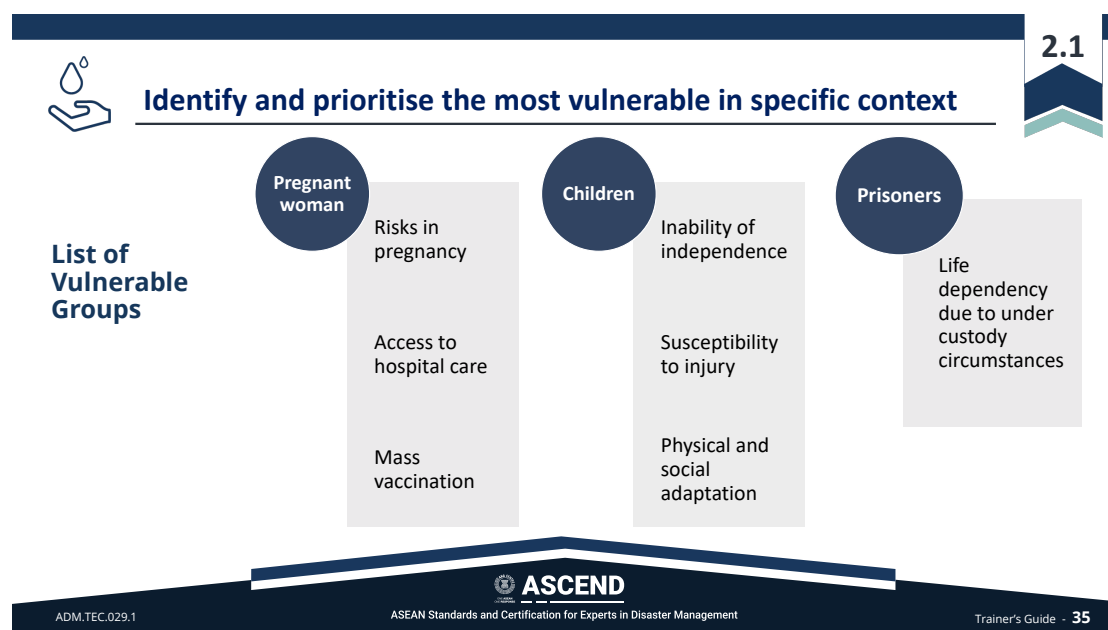 2.1
Identify and prioritise the most vulnerable in specific context
List of
Vulnerable
Groups
Pregnant
woman
Risks in
pregnancy
Access to
hospital care
Mass
vaccination
Children
Inability of
independence
Susceptibility
to injury
Physical and
social
adaptation
Prisoners
Life
dependency
due to under
custody
circumstances
ASCEND
ASEAN Standards and Certification for Experts in Disaster Management
ADM.TEC.029.1
Trainer's Guide - 35